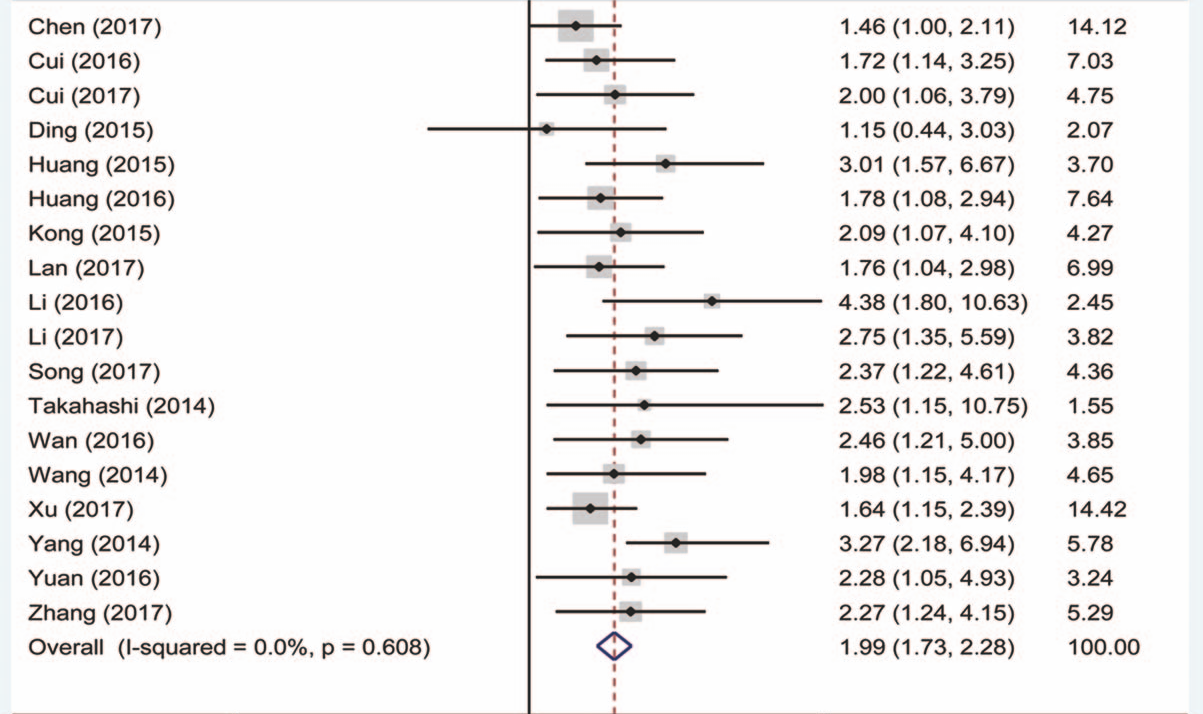 Chen (2017) 1.46 (1.00, 2.11) 14.12
Cui (2016) 1.72 (1.14, 3.25) 7.03
Cui (2017) 2.00 (1.06, 3.79) 4.75
Ding (2015) 1.15 (0.44, 3.03) 2.07
Huang (2015) 3.01 (1.57, 6.67) 3.70
Huang (2016) 1.78 (1.08, 2.94) 7.64
Kong (2015) 2.09 (1.07, 4.10) 4.27
Lan (2017) 1.76 (1.04, 2.98) 6.99
Li (2016) 4.38 (1.80, 10.63) 2.45
Li (2017) 2.75 (1.35, 5.59) 3.82
Song (2017) 2.37 (1.22, 4.61) 4.36
Takahashi (2014) 2.53 (1.15, 10.75) 1.55
Wan (2016) 2.46 (1.21, 5.00) 3.85
Wang (2014) 1.98 (1.15, 4.17) 4.65
Xu (2017) 1.64 (1.15, 2.39) 14.42
Yang (2014) 3.27 (2.18, 6.94) 5.78
Yuan (2016) 2.28 (1.05, 4.93) 3.24
Zhang (2017) 2.27 (1.24, 4.15) 5.29
Overall (I-squared = 0.0%, p = 0.608) 1.99 (1.73, 2.28) 100.00